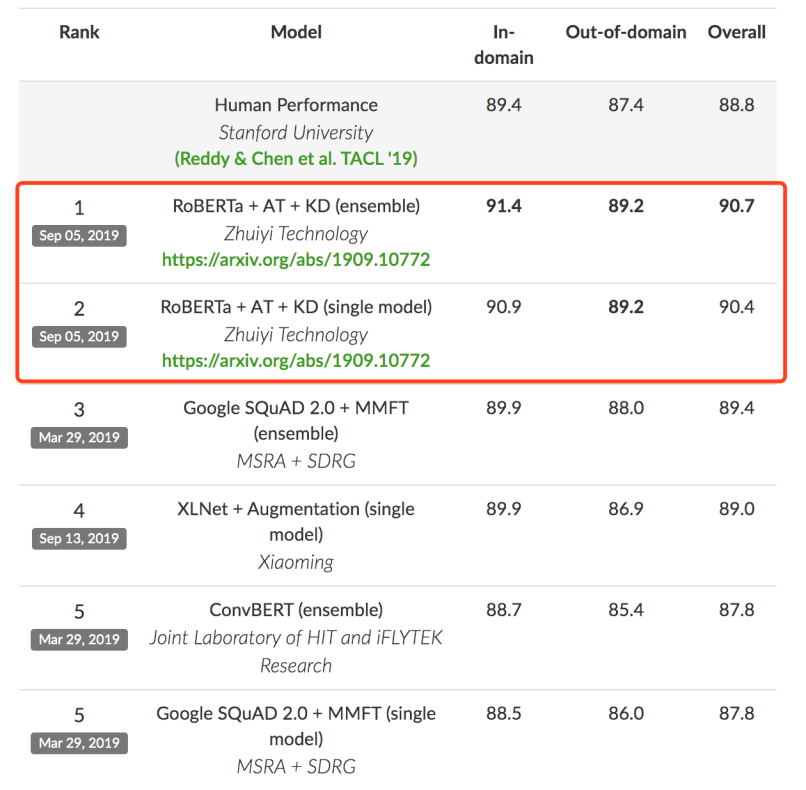 Rank Model In- Out-of-domain Overall
domain
Human Performance 89.4 87.4 88.8
Stanford University
(Reddy & Chen et al. TACL '19)
1 RoBERTa + AT + KD (ensemble) 91.4 89.2 90.7
Sep 05, 2019 Zhuiyi Technology
https://arxiv.org/abs/1909.10772
2 RoBERTa + AT + KD (single model) 90.9 89.2 90.4
Sep 05, 2019 Zhuiyi Technology
https://arxiv.org/abs/1909.10772
3 Google SQuAD 2.0 + MMFT 89.9 88.0 89.4
Mar 29, 2019 (ensemble)
MSRA + SDRG
4 XLNet + Augmentation (single 89.9 86.9 89.0
Sep 13, 2019 model)
Xiaoming
5 ConvBERT (ensemble) 88.7 85.4 87.8
Mar 29, 2019 Joint Laboratory of HIT and iFLYTEK
Research
5 Google SQuAD 2.0 + MMFT (single 88.5 86.0 87.8
Mar 29, 2019 model)
MSRA + SDRG